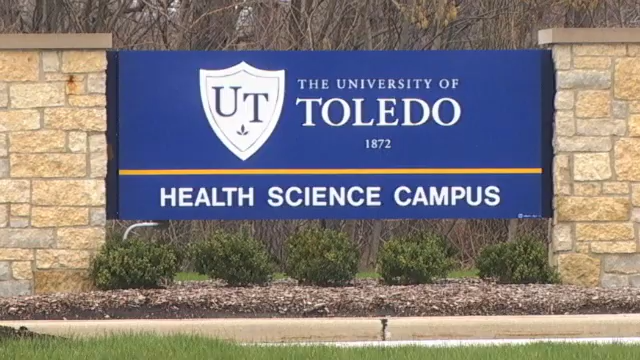 UT
THE UNIVERSITY OF
TOLEDO
1872
HEALTH SCIENCE CAMPUS